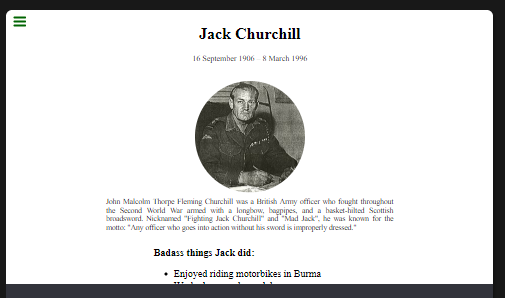 Jack Churchill
16 September 1906 8 March 1996
John Malcolm Thorpe Fleming Churchill was a British Army officer who fought throughout
the Second World War armed with a longbow, bagpipes, and a basket-hilted Scottish
broadsword. Nicknamed "Fighting Jack Churchill" and "Mad Jack", he was known for the
motto: "Any officer who goes into action without his sword is improperly dressed."
Badass things Jack did:
• Enjoyed riding motorbikes in Burma